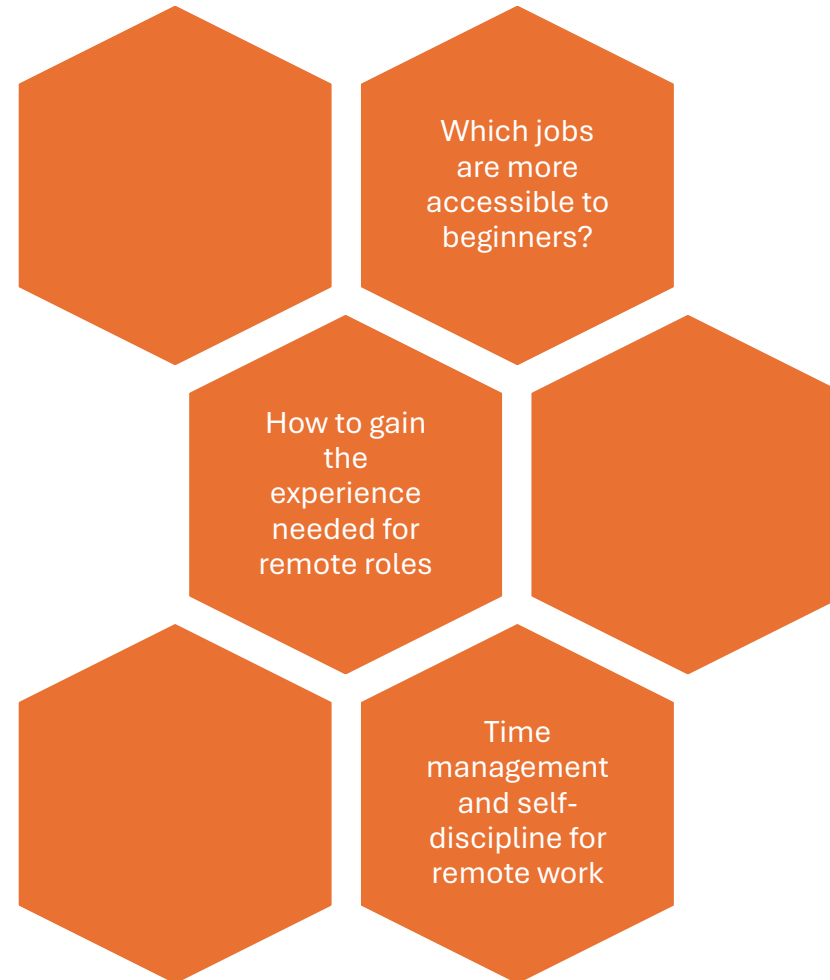 Which jobs
are more
accessible to
beginners?
How to gain
the
experience
needed for
remote roles
Time
management
and self-
discipline for
remote work